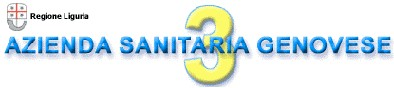 Regione Liguria
3
AZIENDA SANITARIA GENOVESE